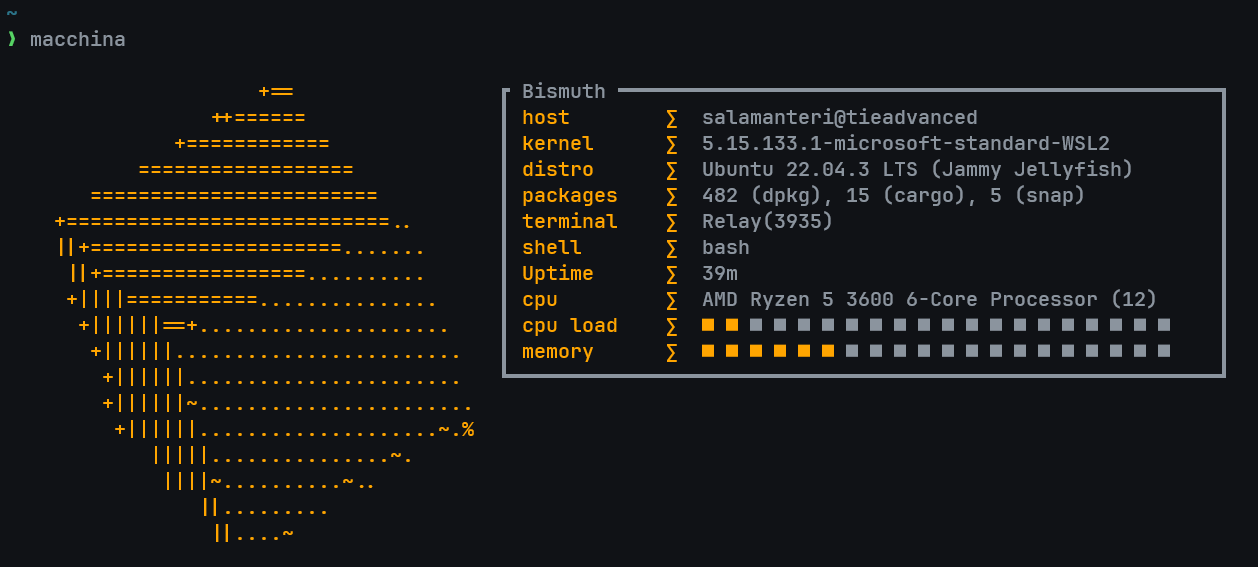 ~
❯ macchina
Bismuth
host ∑ salamanteri@tieadvanced
kernel ∑ 5.15.133.1-microsoft-standard-WSL2
distro ∑ Ubuntu 22.04.3 LTS (Jammy Jellyfish)
packages ∑ 482 (dpkg), 15 (cargo), 5 (snap)
terminal ∑ Relay(3935)
shell ∑ bash
Uptime ∑ 39m
cpu ∑ AMD Ryzen 5 3600 6-Core Processor (12)
cpu load ∑
memory ∑